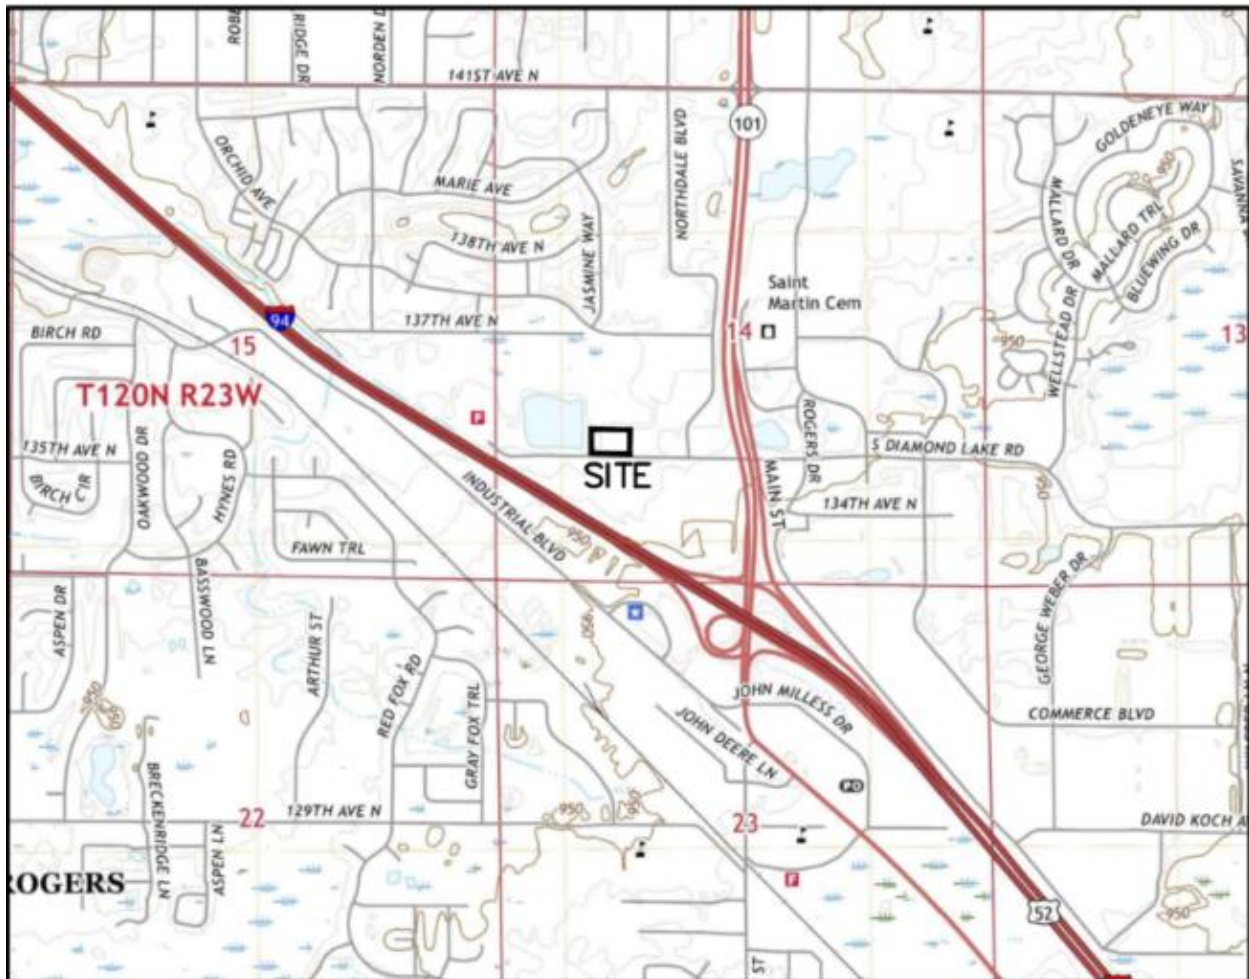 ROBB
RIDGE DR
NORDEN D
141ST AVE N
101
GOLDENEYE WAY
ORCHID AVE
MARIE AVE
NORTHDALE BLVD
950
SAVANNA
MALLARD DR
MALLARD TRL
BLUEWING DR
138TH AVE N
JASMINE WAY
Saint
Martin Cem
94
137TH AVE N
BIRCH RD
15
14
13
950
WELLSTEAD DR
T120N R23W
F
ROGERS DR
135TH AVE N
OAKWOOD DR
HYNES RD
S DIAMOND LAKE RD
BIRCH CIR
SITE
INDUSTRIAL BLVD
MAIN ST
134TH AVE N
950
950
FAWN TRL
BASSWOOD LN
ASPEN DR
ARTHUR ST
950
GEORGE WEBER DR
RED FOX RD
GRAY FOX TRL
950
950
JOHN MILLESS DR
JOHN DEERE LN
COMMERCE BLVD
PO
BRECKENRIDGE LN
129TH AVE N
22
950
950
23
DAVID KOCH A
ASPEN LN
ROGERS
F
52
950
ST